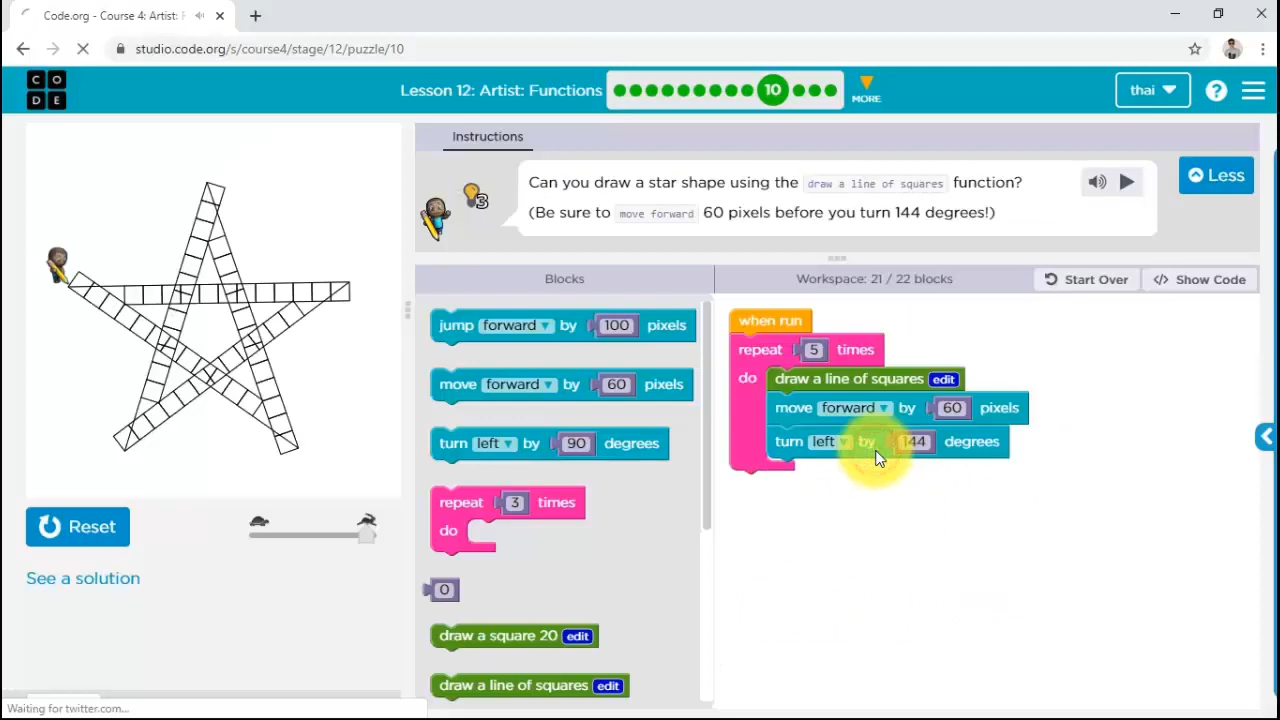 Code.org - Course 4: Artist: F
studio.code.org/s/course4/stage/12/puzzle/10
C O
D E
Lesson 12: Artist: Functions
10
MORE
thai
?
Instructions
3
Can you draw a star shape using the draw a line of squares function?
(Be sure to move forward 60 pixels before you turn 144 degrees!)
Less
Blocks
Workspace: 21 / 22 blocks
Start Over
</> Show Code
jump forward by 100 pixels
move forward by 60 pixels
turn left by 90 degrees
repeat 3 times
do
0
draw a square 20 edit
draw a line of squares edit
when run
repeat 5 times
do
draw a line of squares edit
move forward by 60 pixels
turn left by 144 degrees
Reset
See a solution
Waiting for twitter.com...